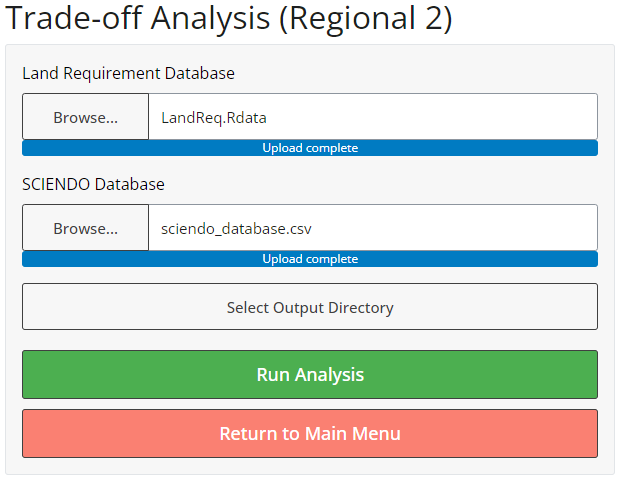 Trade-off Analysis (Regional 2)
Land Requirement Database
Browse... LandReq.Rdata
Upload complete
SCIENDO Database
Browse... sciendo_database.csv
Upload complete
Select Output Directory
Run Analysis
Return to Main Menu